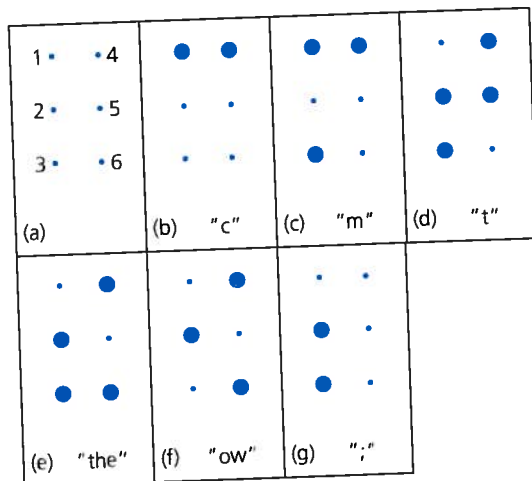 1 4
2 5
3 6
(a)
(b) "c"
(c) "m"
(d) "t"
(e) "the"
(f) "ow"
(g) ";"